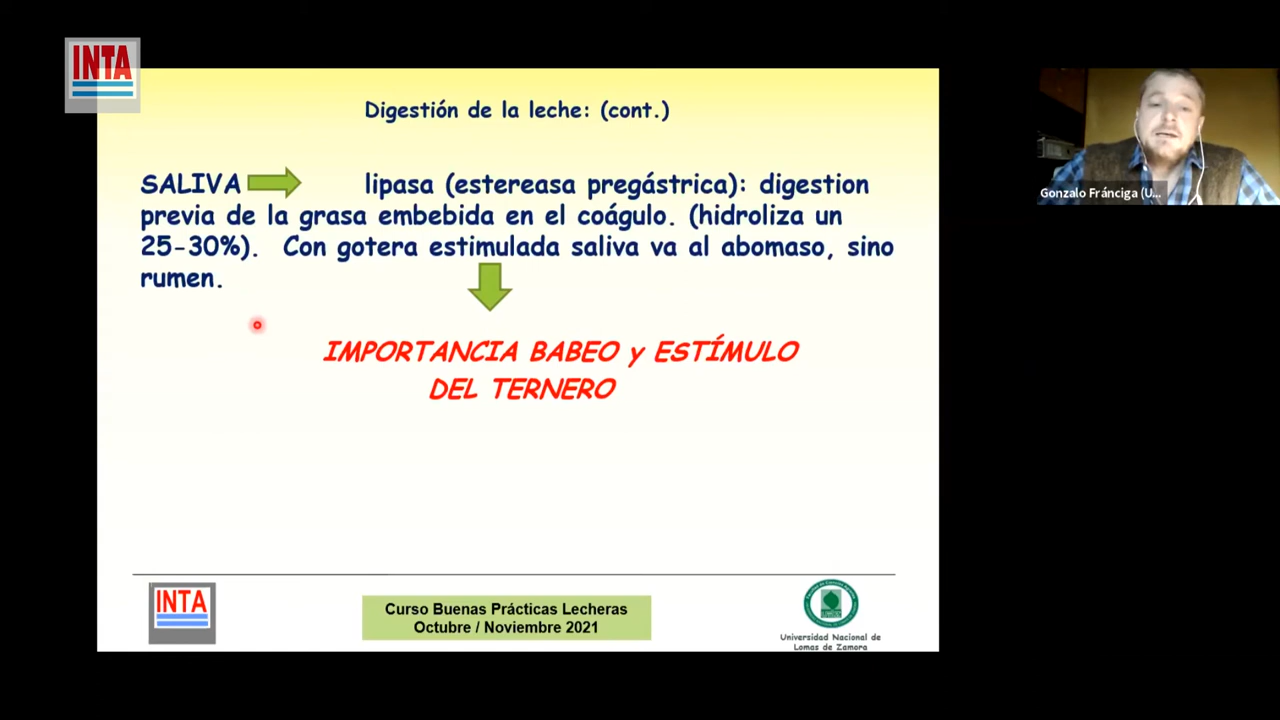 INTA
Digestión de la leche: (cont.)
SALIVA lipasa (estereasa pregástrica): digestion
previa de la grasa embebida en el coágulo. (hidroliza un
25-30%). Con gotera estimulada saliva va al abomaso, sino
rumen.
IMPORTANCIA BABEO y ESTÍMULO
DEL TERNERO
INTA
Curso Buenas Prácticas Lecheras
Octubre / Noviembre 2021
Universidad Nacional de
Lomas de Zamora
Gonzalo Fránciga (U...